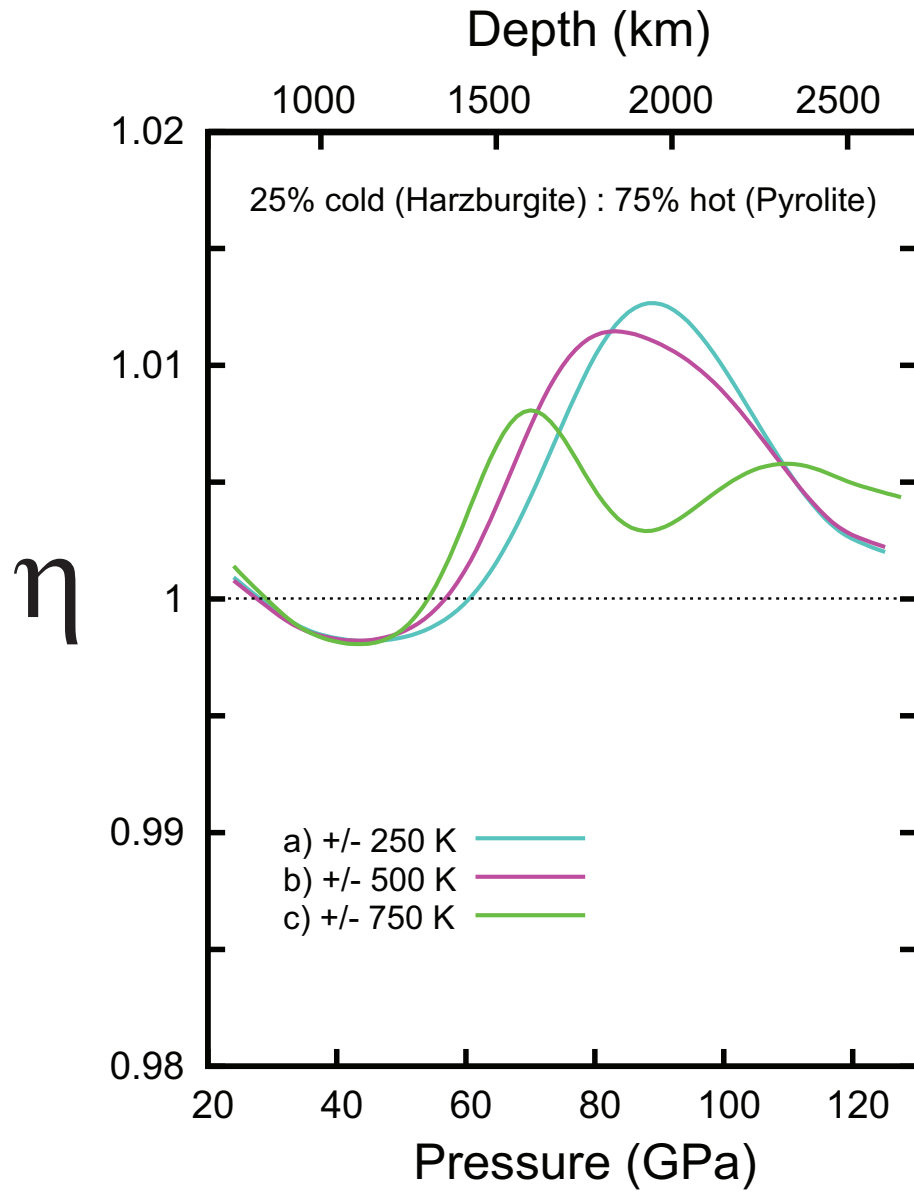 Depth (km)
1000 1500 2000 2500
1.02
25% cold (Harzburgite) : 75% hot (Pyrolite)
1.01
η
1
0.99
a) +/- 250 K
b) +/- 500 K
c) +/- 750 K
0.98
20 40 60 80 100 120
Pressure (GPa)